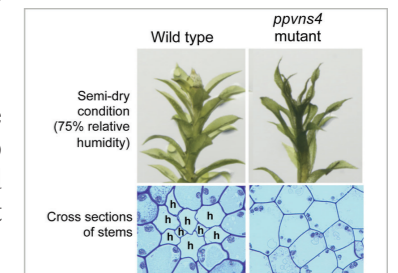 Wild type
ppvns4
mutant
Semi-dry
condition
(75% relative
humidity)
Cross sections
of stems
h
h h h
h h h h
h